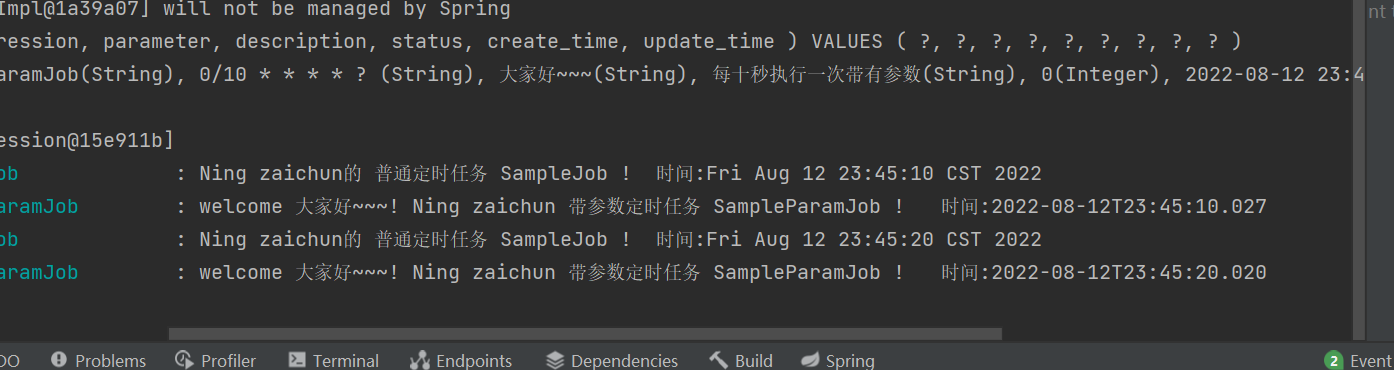 Impl@1a39a07] will not be managed by Spring
nt
ression, parameter, description, status, create_time, update_time ) VALUES ( ?, ?, ?, ?, ?, ?, ?, ?, ? )
aramJob(String), 0/10 * * * * ? (String), 大家好~~~(String), 每十秒执行一次带有参数(String), 0(Integer), 2022-08-12 23:4
ession@15e911b]
ob : Ning zaichun的 普通定时任务 SampleJob !  时间:Fri Aug 12 23:45:10 CST 2022
aramJob : welcome 大家好~~~! Ning zaichun 带参数定时任务 SampleParamJob !   时间:2022-08-12T23:45:10.027
ob : Ning zaichun的 普通定时任务 SampleJob !  时间:Fri Aug 12 23:45:20 CST 2022
aramJob : welcome 大家好~~~! Ning zaichun 带参数定时任务 SampleParamJob !   时间:2022-08-12T23:45:20.020
DO Problems Profiler Terminal Endpoints Dependencies Build Spring 2 Event